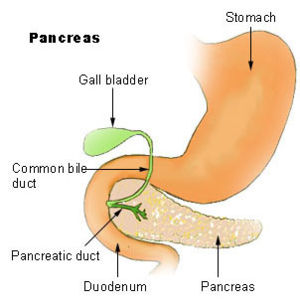 Stomach
Pancreas
Gall bladder
Common bile
duct
Pancreatic duct
Duodenum
Pancreas